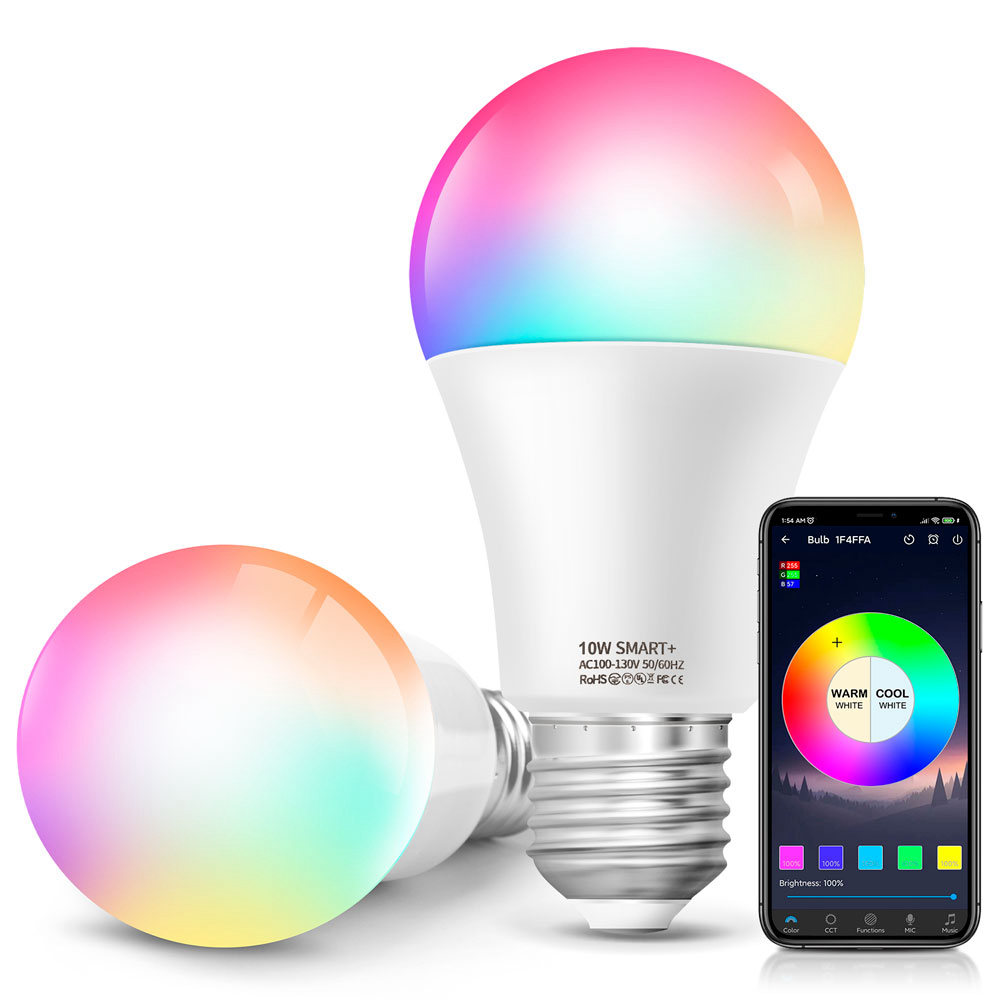 10W SMART+
AC100-130V 50/60HZ
RoHS FC CE
1:54 AM
Bulb 1F4FFA
R 255
G
B 57
WARM WHITE
COOL WHITE
100%
100%
100%
Brightness: 100%
Color
CCT
Functions
MIC
Music